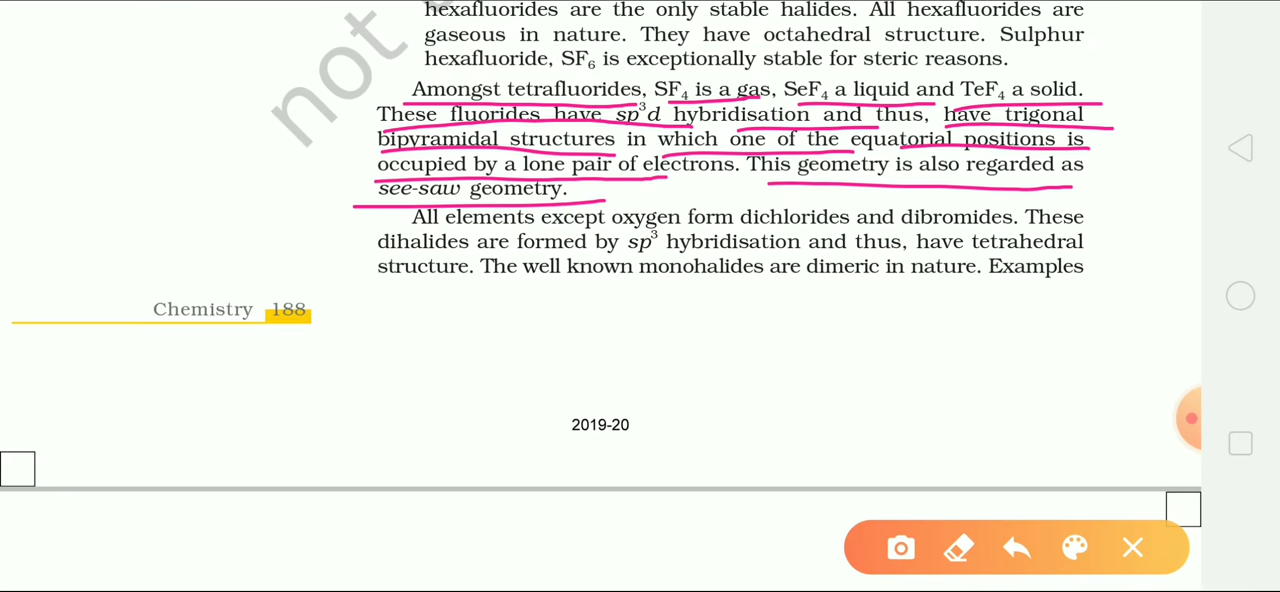 hexafluorides are the only stable halides. All hexafluorides are
gaseous in nature. They have octahedral structure. Sulphur
hexafluoride, SF₆ is exceptionally stable for steric reasons.
Amongst tetrafluorides, SF₄ is a gas, SeF₄ a liquid and TeF₄ a solid.
These fluorides have sp³d hybridisation and thus, have trigonal
bipyramidal structures in which one of the equatorial positions is
occupied by a lone pair of electrons. This geometry is also regarded as
see-saw geometry.
All elements except oxygen form dichlorides and dibromides. These
dihalides are formed by sp³ hybridisation and thus, have tetrahedral
structure. The well known monohalides are dimeric in nature. Examples
not
Chemistry 188
2019-20